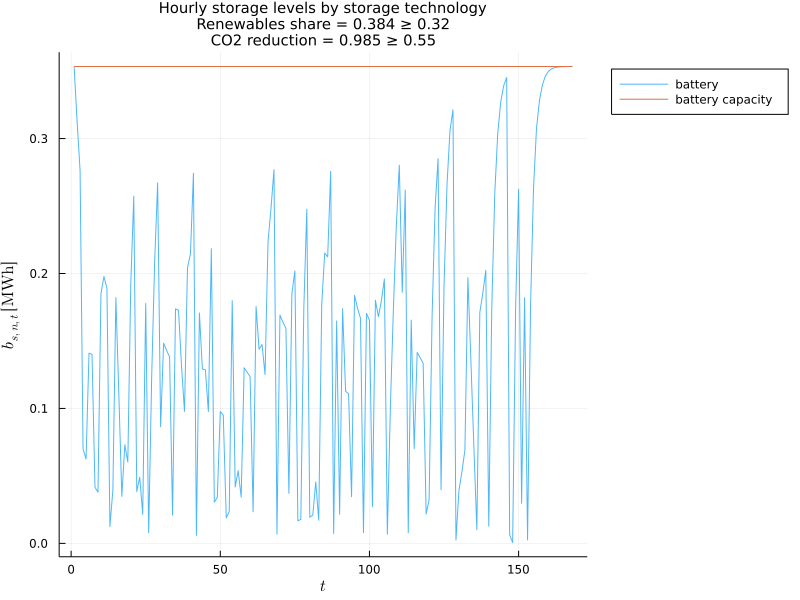 Hourly storage levels by storage technology
Renewables share = 0.384 ≥ 0.32
CO2 reduction = 0.985 ≥ 0.55
battery
battery capacity
0.3
0.2
0.1
0.0
b_{s, n, t} [MWh]
0
50
100
150
t